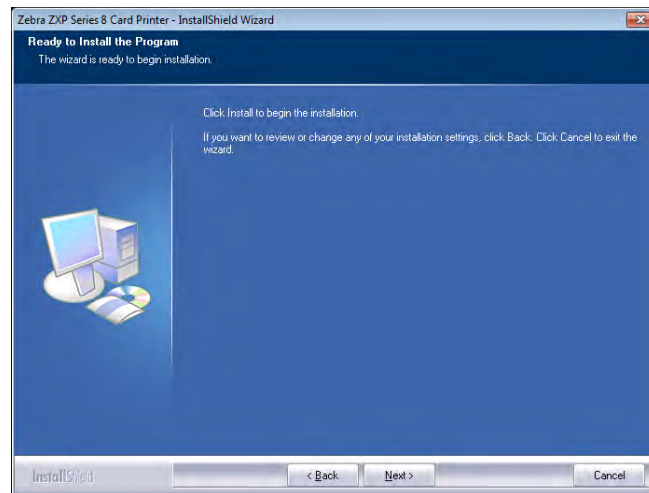 Zebra ZXP Series 8 Card Printer - InstallShield Wizard
Ready to Install the Program
The wizard is ready to begin installation.
Click Install to begin the installation.
If you want to review or change any of your installation settings, click Back. Click Cancel to exit the
wizard.
InstallShield
< Back Next > Cancel